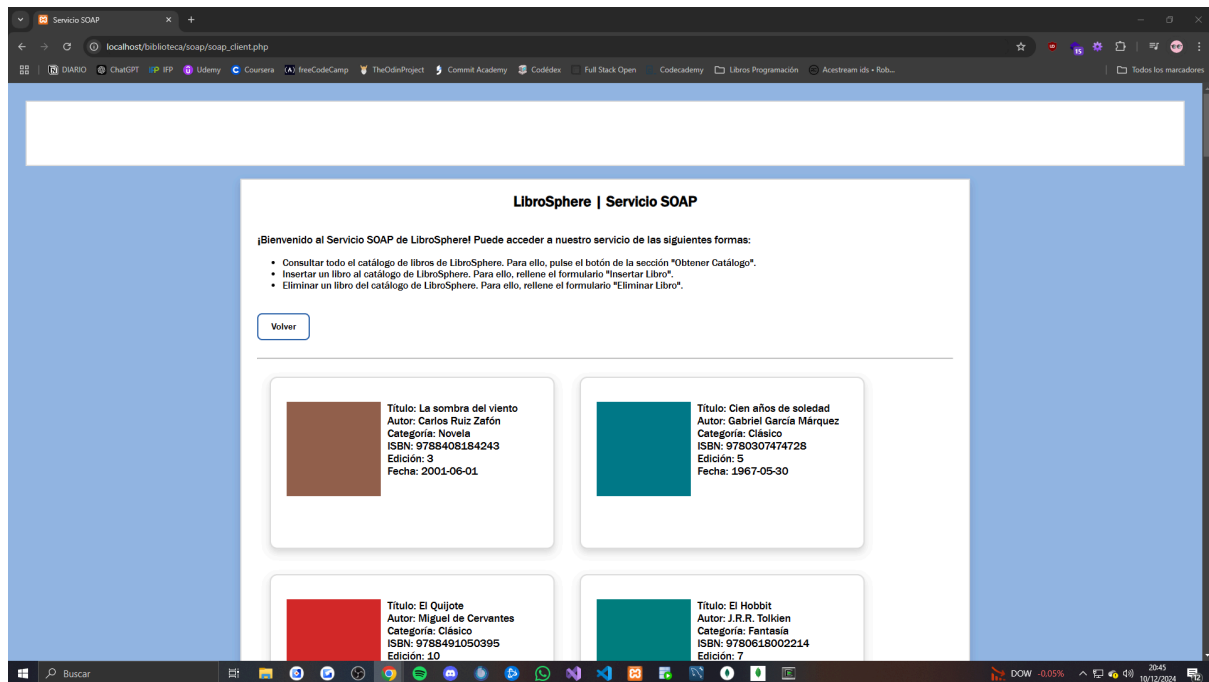 Servicio SOAP
localhost/biblioteca/soap/soap_client.php
15
DIARIO ChatGPT IFP Udemy Coursera freeCodeCamp TheOdinProject Commit Academy Codédex Full Stack Open Codecademy Libros Programación Acestream ids • Rob... Todos los marcadores
LibroSphere | Servicio SOAP
¡Bienvenido al Servicio SOAP de LibroSphere! Puede acceder a nuestro servicio de las siguientes formas:
• Consultar todo el catálogo de libros de LibroSphere. Para ello, pulse el botón de la sección "Obtener Catálogo".
• Insertar un libro al catálogo de LibroSphere. Para ello, rellene el formulario "Insertar Libro".
• Eliminar un libro del catálogo de LibroSphere. Para ello, rellene el formulario "Eliminar Libro".
Volver
Título: La sombra del viento
Autor: Carlos Ruiz Zafón
Categoría: Novela
ISBN: 9788408184243
Edición: 3
Fecha: 2001-06-01
Título: Cien años de soledad
Autor: Gabriel García Márquez
Categoría: Clásico
ISBN: 9780307474728
Edición: 5
Fecha: 1967-05-30
Título: El Quijote
Autor: Miguel de Cervantes
Categoría: Clásico
ISBN: 9788491050395
Edición: 10
Título: El Hobbit
Autor: J.R.R. Tolkien
Categoría: Fantasía
ISBN: 9780618002214
Edición: 7
Buscar
DOW -0.05%
20:45
10/12/2024